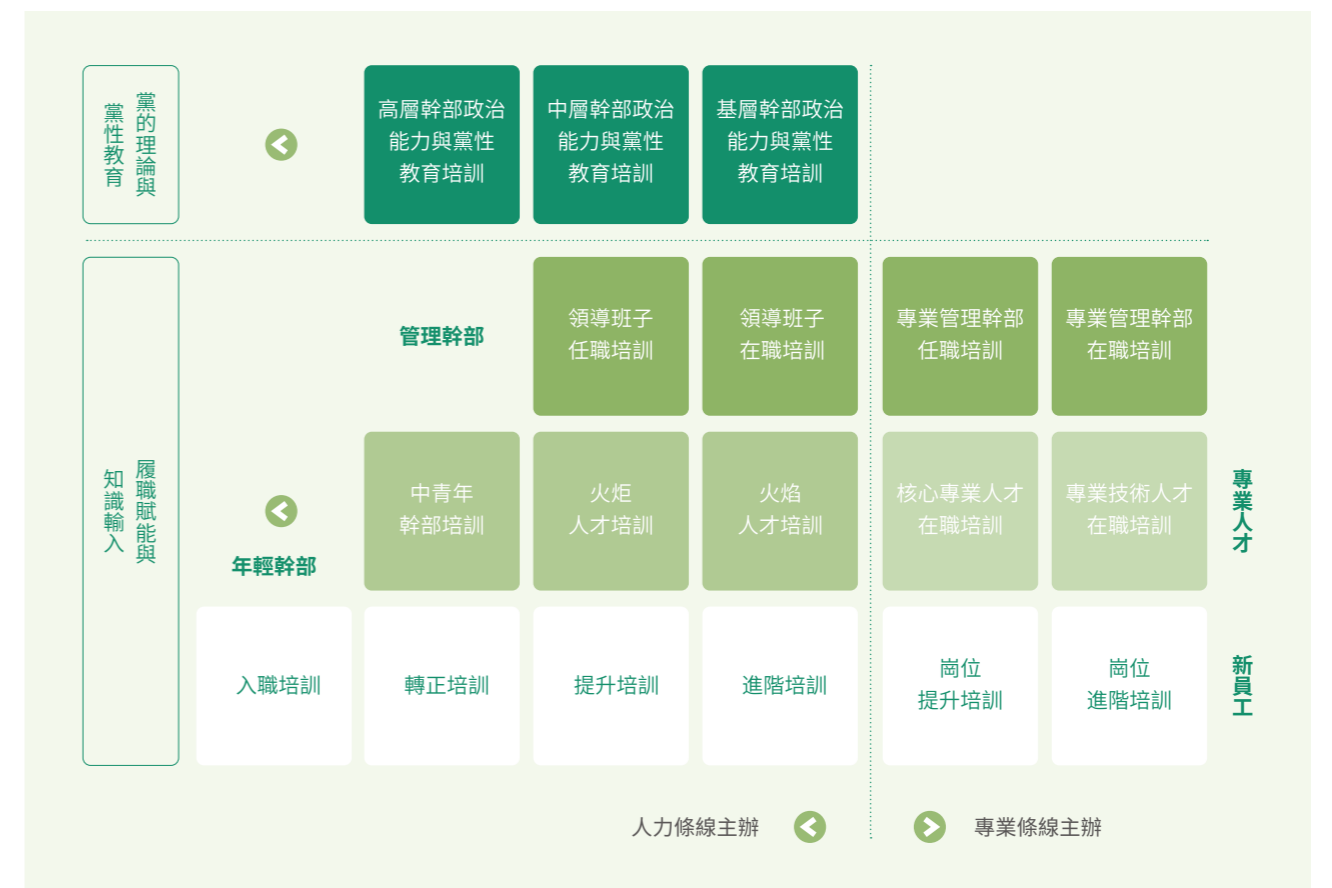 黨的理論與
黨性教育
高層幹部政治
能力與黨性
教育培訓
中層幹部政治
能力與黨性
教育培訓
基層幹部政治
能力與黨性
教育培訓
履職賦能與
知識輸入
管理幹部
領導班子
任職培訓
領導班子
在職培訓
專業管理幹部
任職培訓
專業管理幹部
在職培訓
年輕幹部
中青年
幹部培訓
火炬
人才培訓
火焰
人才培訓
核心專業人才
在職培訓
專業技術人才
在職培訓
專業人才
入職培訓
轉正培訓
提升培訓
進階培訓
崗位
提升培訓
崗位
進階培訓
新員工
人力條線主辦
專業條線主辦